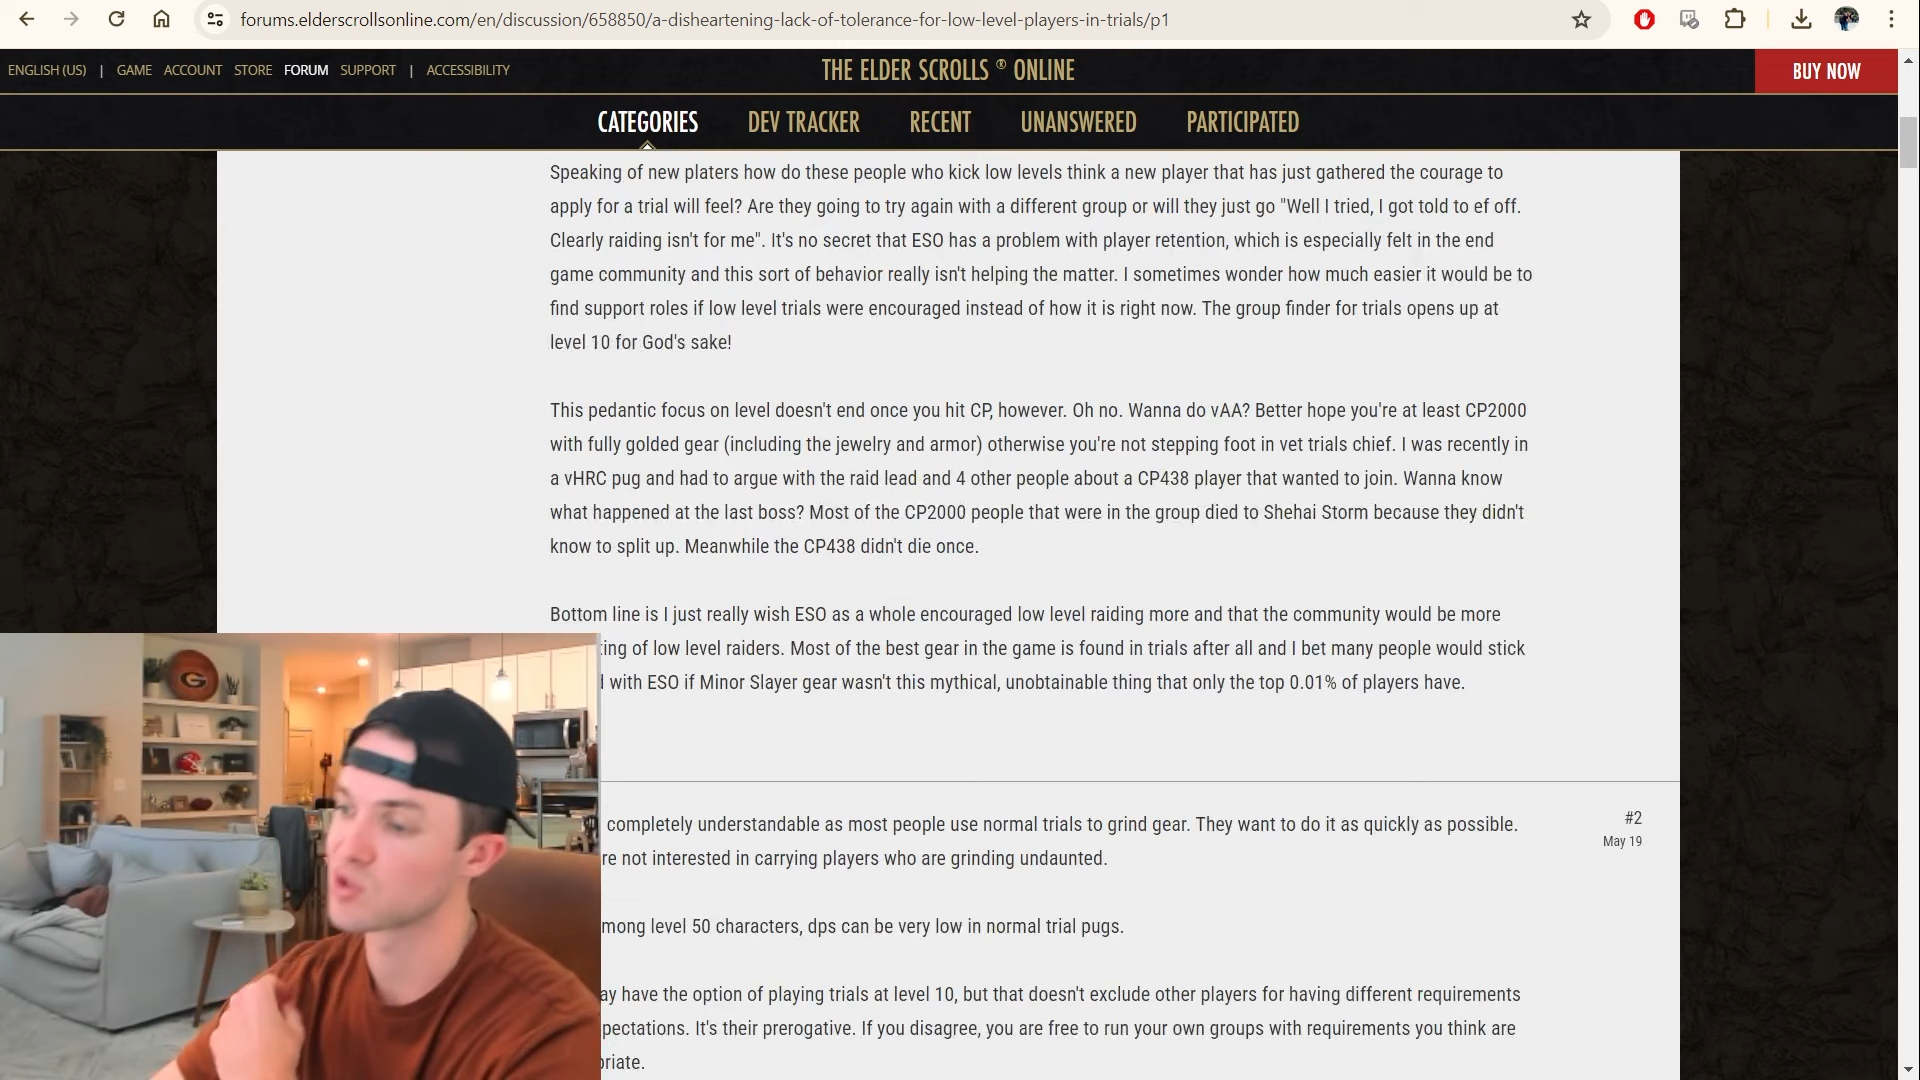 forums.elderscrollsonline.com/en/discussion/658850/a-disheartening-lack-of-tolerance-for-low-level-players-in-trials/p1
ENGLISH (US) | GAME ACCOUNT STORE FORUM SUPPORT | ACCESSIBILITY
THE ELDER SCROLLS ® ONLINE
BUY NOW
CATEGORIES DEV TRACKER RECENT UNANSWERED PARTICIPATED
Speaking of new platers how do these people who kick low levels think a new player that has just gathered the courage to
apply for a trial will feel? Are they going to try again with a different group or will they just go "Well I tried, I got told to ef off.
Clearly raiding isn't for me". It's no secret that ESO has a problem with player retention, which is especially felt in the end
game community and this sort of behavior really isn't helping the matter. I sometimes wonder how much easier it would be to
find support roles if low level trials were encouraged instead of how it is right now. The group finder for trials opens up at
level 10 for God's sake!
This pedantic focus on level doesn't end once you hit CP, however. Oh no. Wanna do vAA? Better hope you're at least CP2000
with fully golded gear (including the jewelry and armor) otherwise you're not stepping foot in vet trials chief. I was recently in
a vHRC pug and had to argue with the raid lead and 4 other people about a CP438 player that wanted to join. Wanna know
what happened at the last boss? Most of the CP2000 people that were in the group died to Shehai Storm because they didn't
know to split up. Meanwhile the CP438 didn't die once.
Bottom line is I just really wish ESO as a whole encouraged low level raiding more and that the community would be more
ing of low level raiders. Most of the best gear in the game is found in trials after all and I bet many people would stick
with ESO if Minor Slayer gear wasn't this mythical, unobtainable thing that only the top 0.01% of players have.
completely understandable as most people use normal trials to grind gear. They want to do it as quickly as possible.
#2
May 19
re not interested in carrying players who are grinding undaunted.
mong level 50 characters, dps can be very low in normal trial pugs.
ay have the option of playing trials at level 10, but that doesn't exclude other players for having different requirements
pectations. It's their prerogative. If you disagree, you are free to run your own groups with requirements you think are
riate.
G